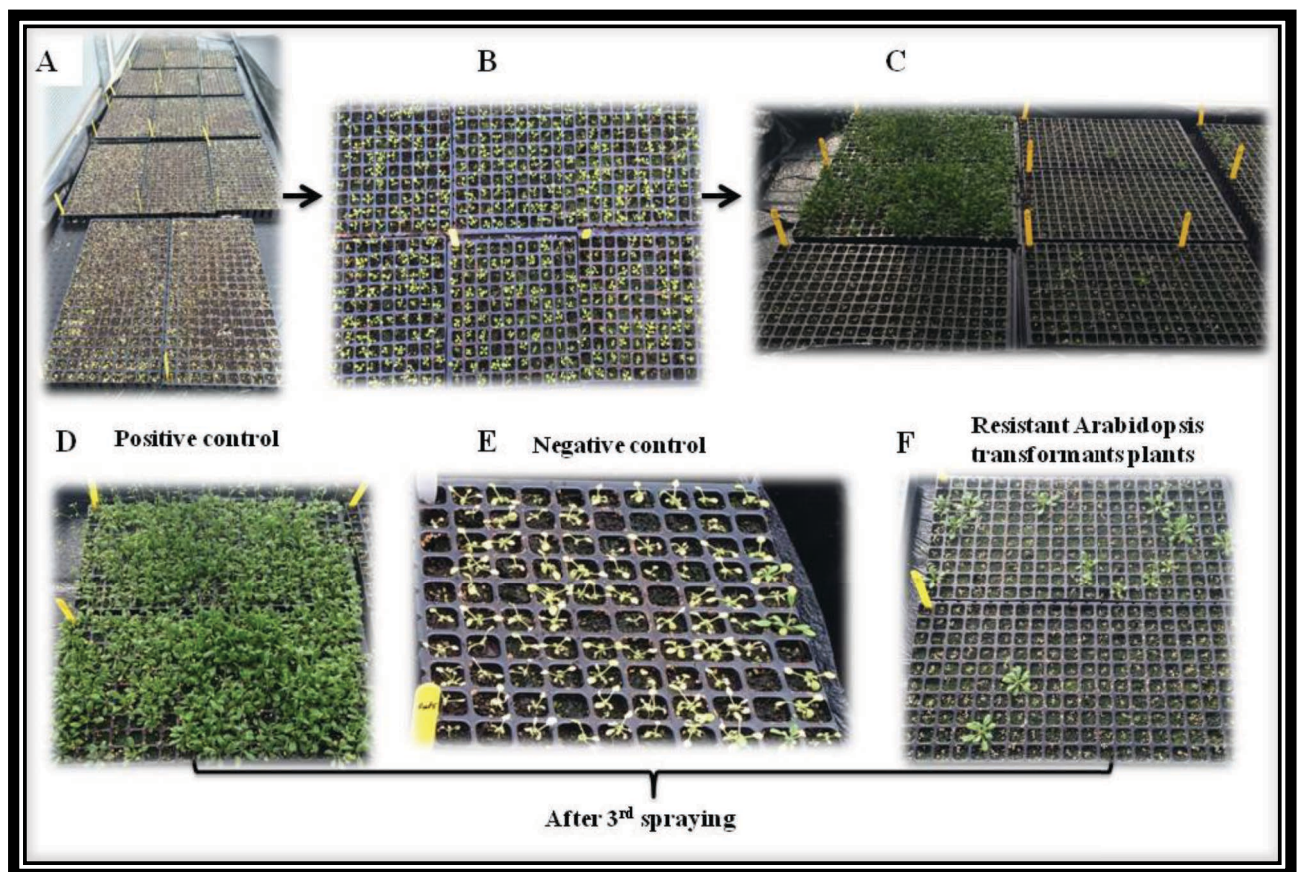 A
B
C
D
Positive control
E
Negative control
F
Resistant Arabidopsis
transformants plants
After 3rd spraying